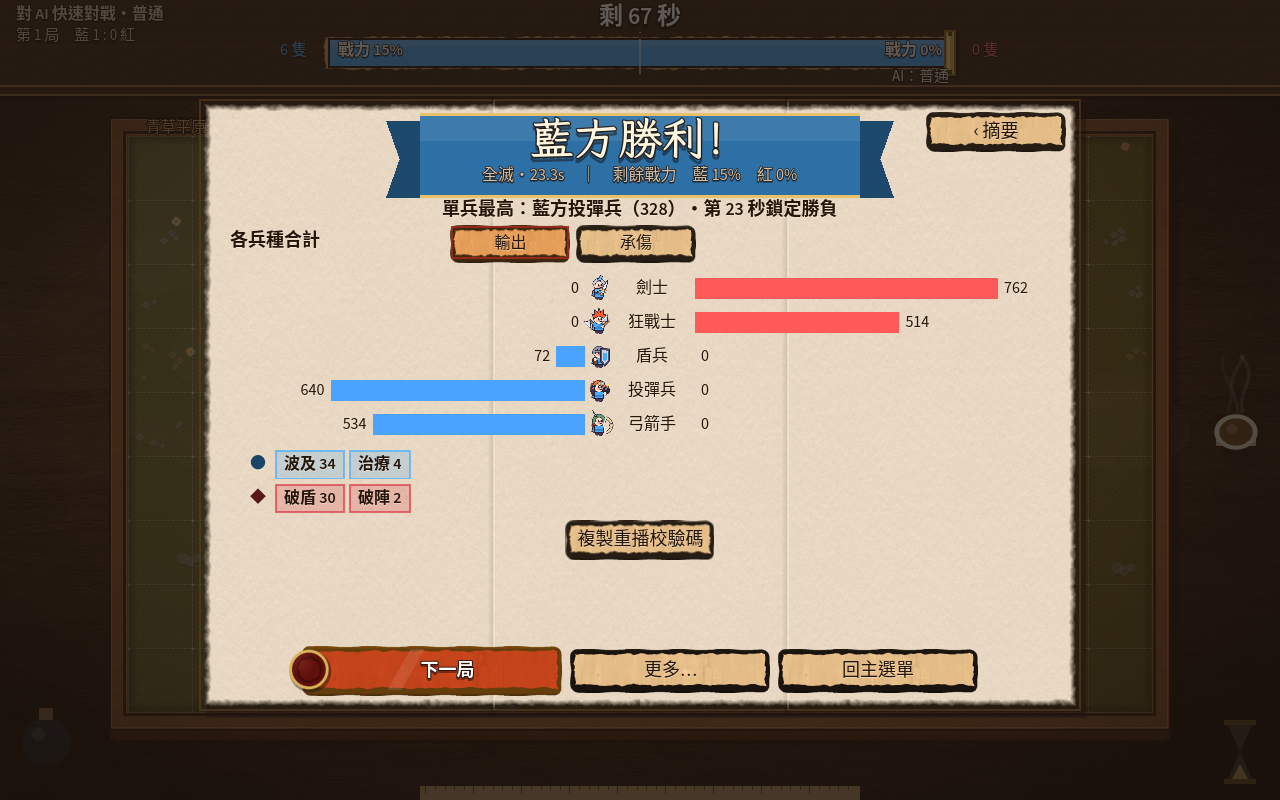 對 AI 快速對戰・普通
剩 67 秒
第 1 局 藍 1 : 0 紅
6 隻 戰力 15% 戰力 0% 0 隻
AI：普通
青草平原
藍方勝利！
‹ 摘要
全滅・23.3s ｜ 剩餘戰力 藍 15% 紅 0%
單兵最高：藍方投彈兵（328）・第 23 秒鎖定勝負
各兵種合計 輸出 承傷
0 劍士 762
0 狂戰士 514
72 盾兵 0
640 投彈兵 0
534 弓箭手 0
波及 34 治療 4
破盾 30 破陣 2
複製重播校驗碼
下一局 更多… 回主選單